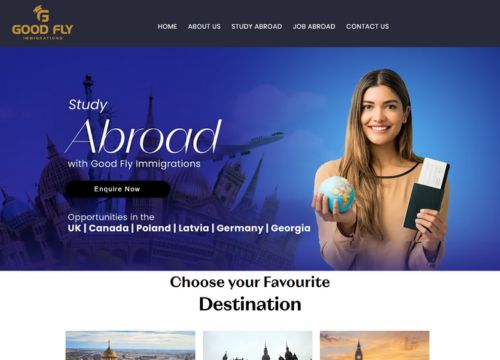 GOOD FLY
IMMIGRATIONS
HOME ABOUT US STUDY ABROAD JOB ABROAD CONTACT US
Study
Abroad
with Good Fly Immigrations
Enquire Now
Opportunities in the
UK | Canada | Poland | Latvia | Germany | Georgia
Choose your Favourite
Destination